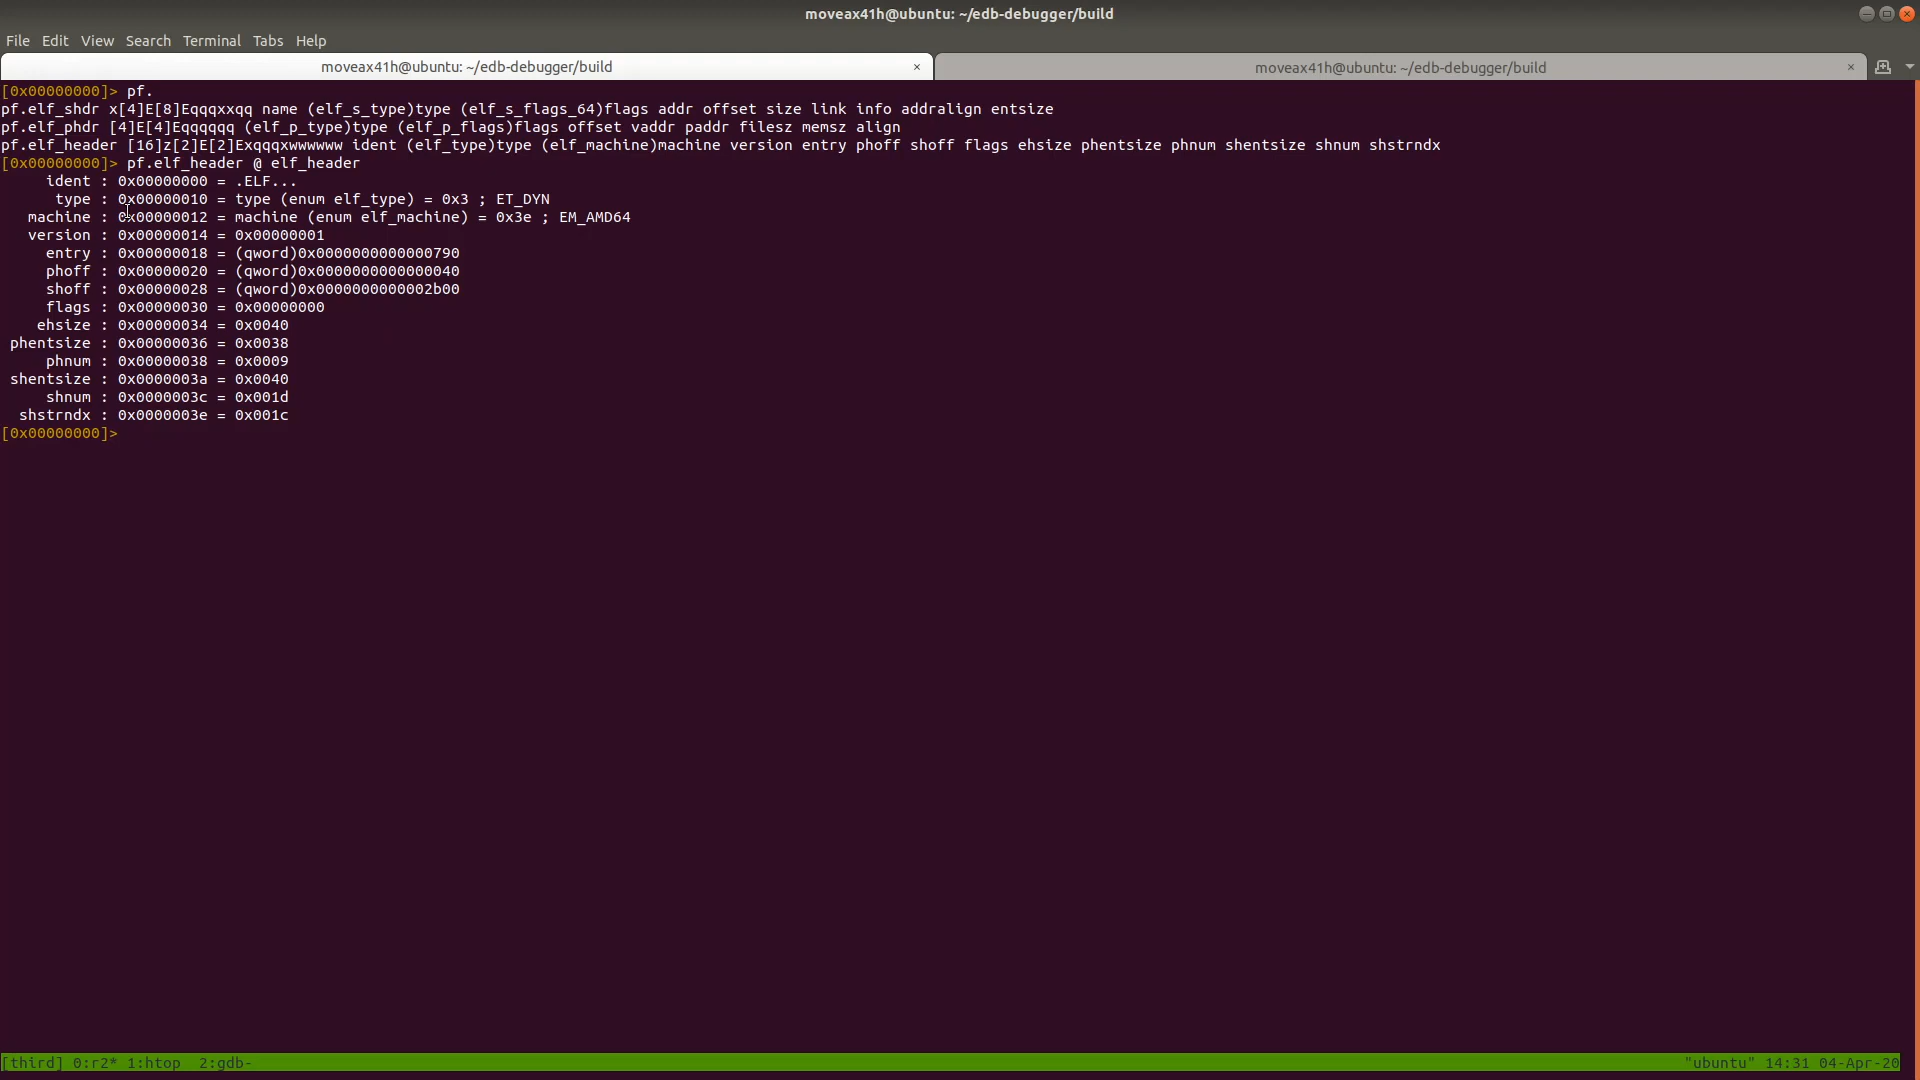 moveax41h@ubuntu: ~/edb-debugger/build
File Edit View Search Terminal Tabs Help
moveax41h@ubuntu: ~/edb-debugger/build × moveax41h@ubuntu: ~/edb-debugger/build ×
[0x00000000]> pf.
pf.elf_shdr x[4]E[8]Eqqqxxqq name (elf_s_type)type (elf_s_flags_64)flags addr offset size link info addralign entsize
pf.elf_phdr [4]E[4]Eqqqqqq (elf_p_type)type (elf_p_flags)flags offset vaddr paddr filesz memsz align
pf.elf_header [16]z[2]E[2]Exqqqxwwwwww ident (elf_type)type (elf_machine)machine version entry phoff shoff flags ehsize phentsize phnum shentsize shnum shstrndx
[0x00000000]> pf.elf_header @ elf_header
     ident : 0x00000000 = .ELF...
      type : 0x00000010 = type (enum elf_type) = 0x3 ; ET_DYN
   machine : 0x00000012 = machine (enum elf_machine) = 0x3e ; EM_AMD64
   version : 0x00000014 = 0x00000001
     entry : 0x00000018 = (qword)0x0000000000000790
     phoff : 0x00000020 = (qword)0x0000000000000040
     shoff : 0x00000028 = (qword)0x0000000000002b00
     flags : 0x00000030 = 0x00000000
    ehsize : 0x00000034 = 0x0040
 phentsize : 0x00000036 = 0x0038
     phnum : 0x00000038 = 0x0009
 shentsize : 0x0000003a = 0x0040
     shnum : 0x0000003c = 0x001d
  shstrndx : 0x0000003e = 0x001c
[0x00000000]>
[third] 0:r2* 1:htop  2:gdb- "ubuntu" 14:31 04-Apr-20